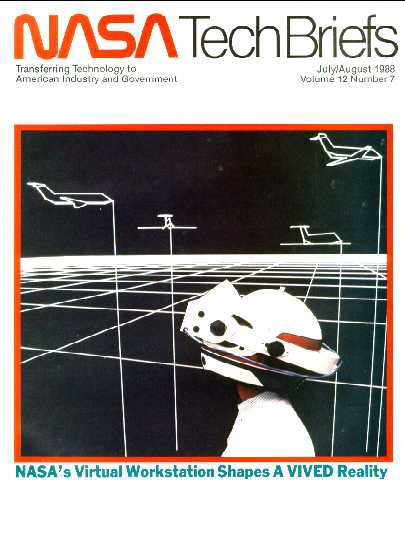 NASA Tech Briefs
Transferring Technology to
American Industry and Government
July/August 1988
Volume 12 Number 7
NASA's Virtual Workstation Shapes A VIVED Reality